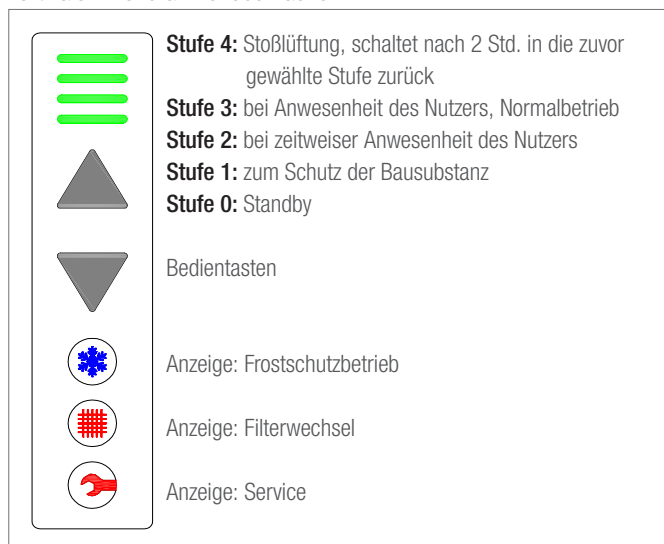 Stufe 4: Stoßlüftung, schaltet nach 2 Std. in die zuvor
gewählte Stufe zurück
Stufe 3: bei Anwesenheit des Nutzers, Normalbetrieb
Stufe 2: bei zeitweiser Anwesenheit des Nutzers
Stufe 1: zum Schutz der Bausubstanz
Stufe 0: Standby
Bedientasten
Anzeige: Frostschutzbetrieb
Anzeige: Filterwechsel
Anzeige: Service